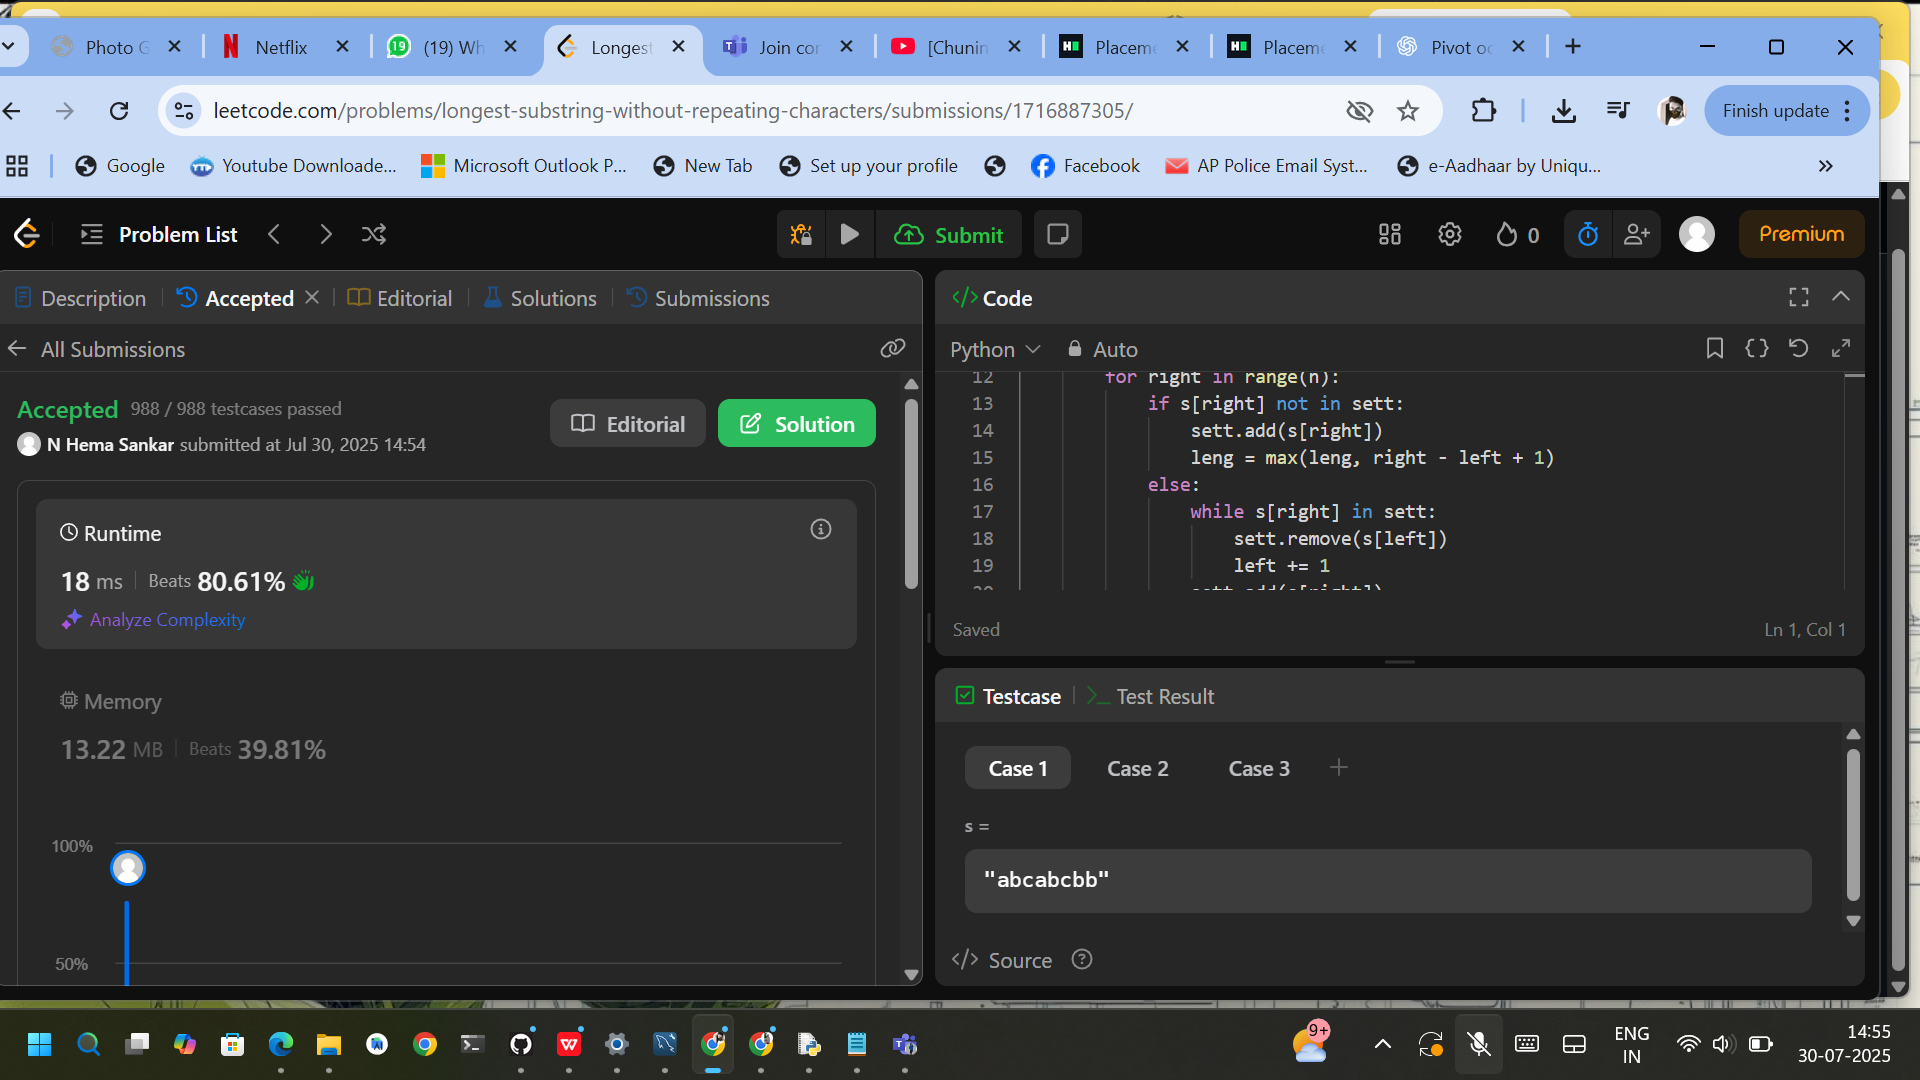 Photo G
Netflix
(19) Wh
Longest
Join cor
[Chunin
Placeme
Placeme
Pivot oc
leetcode.com/problems/longest-substring-without-repeating-characters/submissions/1716887305/
Finish update
Google
Youtube Downloade...
Microsoft Outlook P...
New Tab
Set up your profile
Facebook
AP Police Email Syst...
e-Aadhaar by Uniqu...
»
Problem List
Submit
0
Premium
Description
Accepted
Editorial
Solutions
Submissions
All Submissions
Accepted 988 / 988 testcases passed
N Hema Sankar submitted at Jul 30, 2025 14:54
Editorial
Solution
Runtime
18 ms Beats 80.61%
Analyze Complexity
Memory
13.22 MB Beats 39.81%
100%
50%
</> Code
Python
Auto
12 for right in range(n):
13 if s[right] not in sett:
14 sett.add(s[right])
15 leng = max(leng, right - left + 1)
16 else:
17 while s[right] in sett:
18 sett.remove(s[left])
19 left += 1
20 sett.add(s[right])
Saved
Ln 1, Col 1
Testcase
Test Result
Case 1
Case 2
Case 3
s =
"abcabcbb"
</> Source
9+
ENG
IN
14:55
30-07-2025